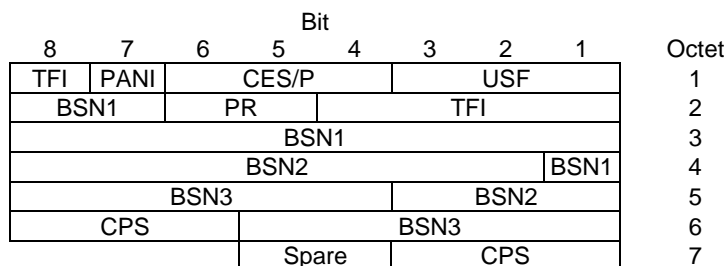 Bit
8 7 6 5 4 3 2 1 Octet
TFI PANI CES/P USF 1
BSN1 PR TFI 2
BSN1 3
BSN2 BSN1 4
BSN3 BSN2 5
CPS BSN3 6
Spare CPS 7